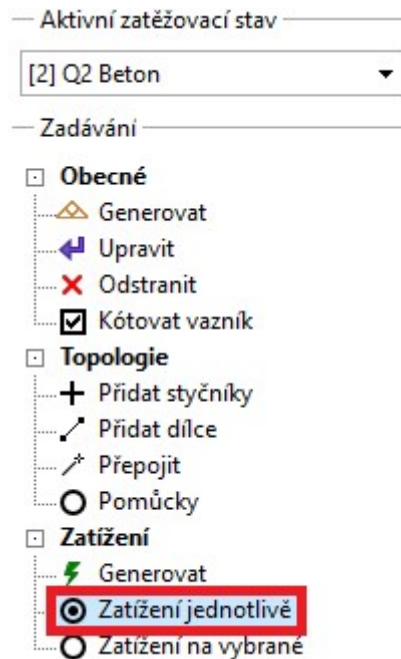 Aktivní zatěžovací stav
[2] Q2 Beton
Zadávání
Obecné
Generovat
Upravit
Odstranit
Kótovat vazník
Topologie
Přidat styčníky
Přidat dílce
Přepojit
Pomůcky
Zatížení
Generovat
Zatížení jednotlivě
Zatížení na vybrané